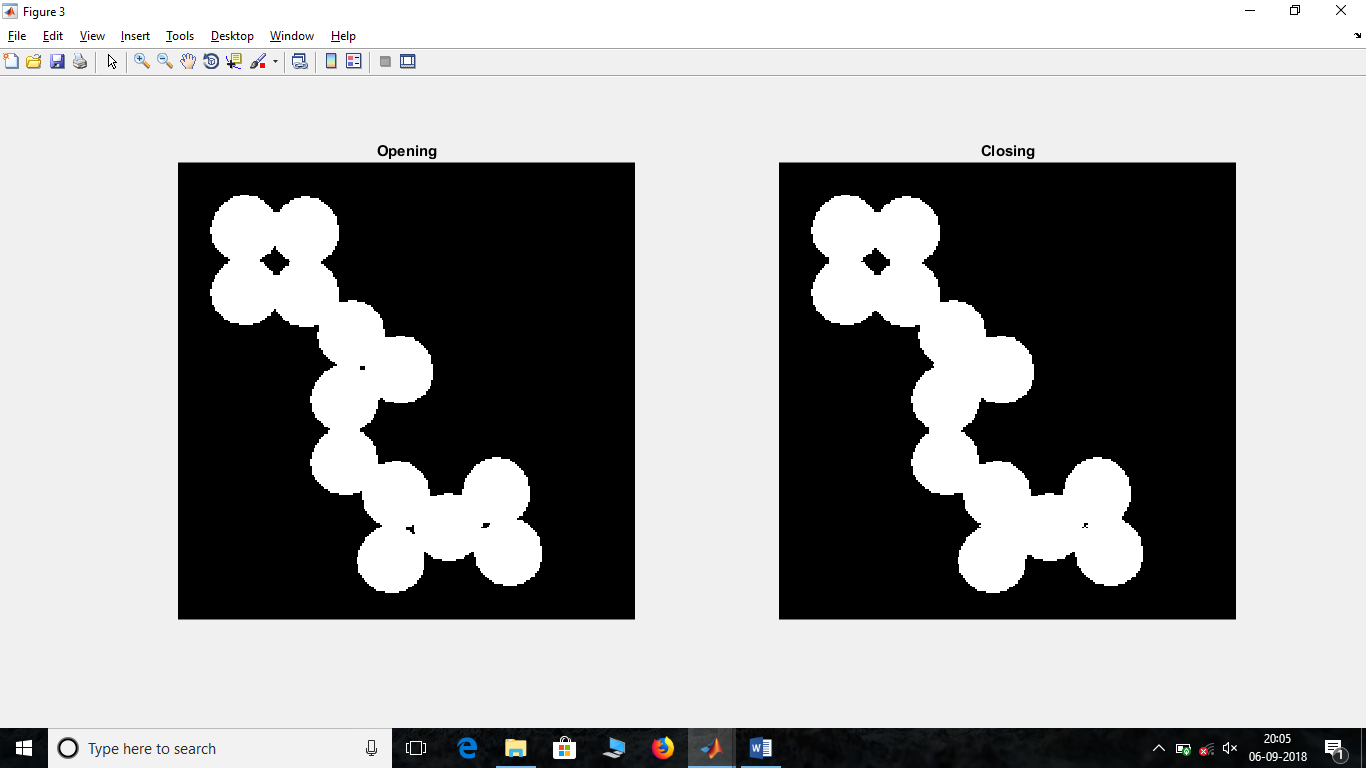 Figure 3
File Edit View Insert Tools Desktop Window Help
Opening
Closing
Type here to search
20:05
06-09-2018
1